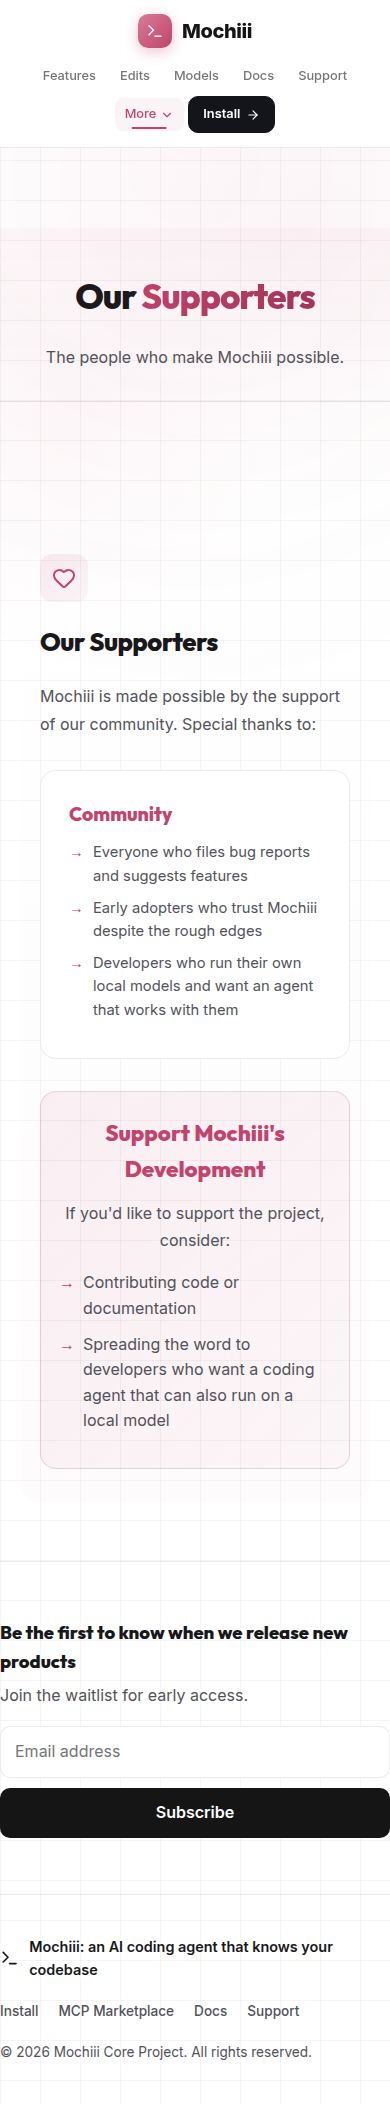 Mochiii
Features Edits Models Docs Support
More Install →
Our Supporters
The people who make Mochiii possible.
Our Supporters
Mochiii is made possible by the support
of our community. Special thanks to:
Community
→ Everyone who files bug reports
and suggests features
→ Early adopters who trust Mochiii
despite the rough edges
→ Developers who run their own
local models and want an agent
that works with them
Support Mochiii's
Development
If you'd like to support the project,
consider:
→ Contributing code or
documentation
→ Spreading the word to
developers who want a coding
agent that can also run on a
local model
Be the first to know when we release new
products
Join the waitlist for early access.
Email address
Subscribe
Mochiii: an AI coding agent that knows your
codebase
Install MCP Marketplace Docs Support
© 2026 Mochiii Core Project. All rights reserved.